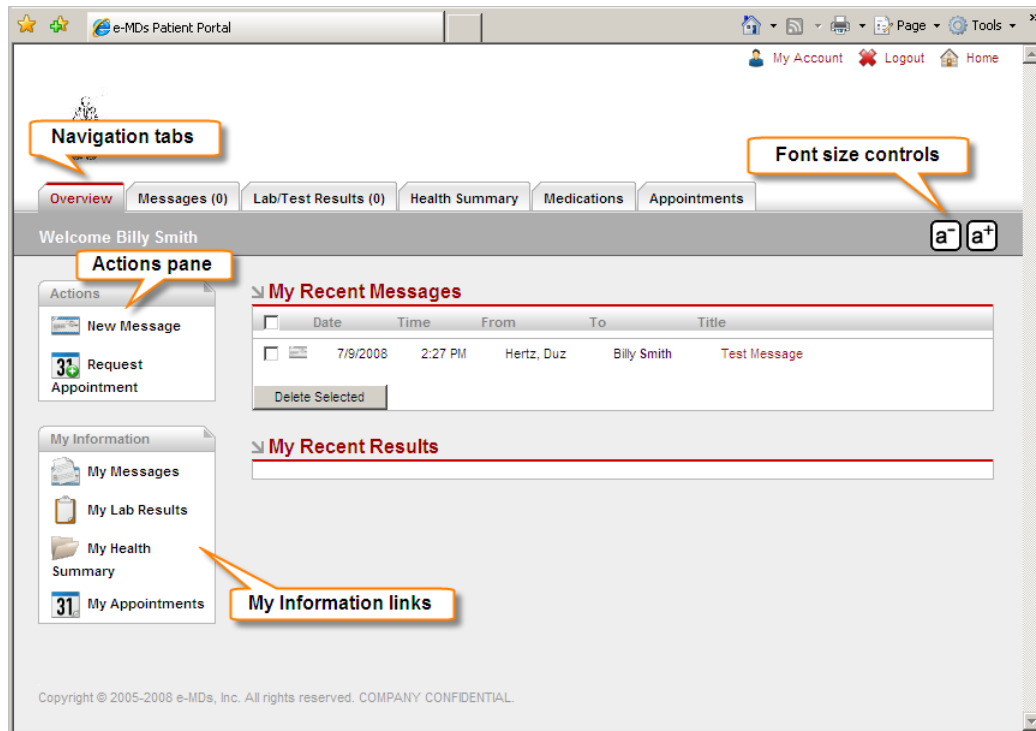 e-MDs Patient Portal
Page
Tools
»
My Account Logout Home
Navigation tabs
Font size controls
Overview Messages (0) Lab/Test Results (0) Health Summary Medications Appointments
Welcome Billy Smith
a- a+
Actions pane
Actions
New Message
31 Request
Appointment
My Recent Messages
Date Time From To Title
7/9/2008 2:27 PM Hertz, Duz Billy Smith Test Message
Delete Selected
My Information
My Messages
My Lab Results
My Health
Summary
31 My Appointments
My Recent Results
My Information links
Copyright © 2005-2008 e-MDs, Inc. All rights reserved. COMPANY CONFIDENTIAL.